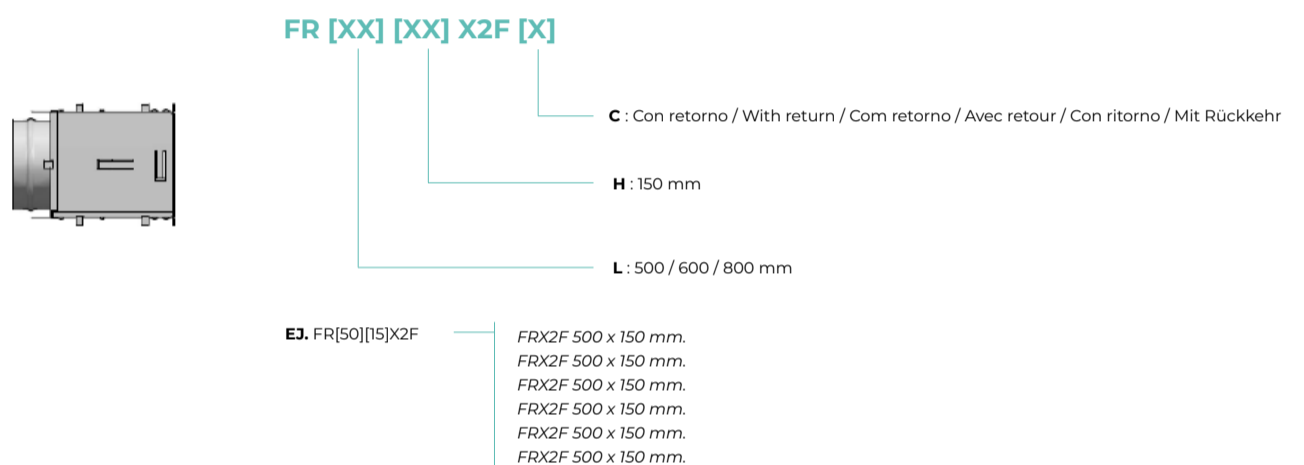 FR [XX] [XX] X2F [X]
C : Con retorno / With return / Com retorno / Avec retour / Con ritorno / Mit Rückkehr
H : 150 mm
L : 500 / 600 / 800 mm
EJ. FR[50][15]X2F
FRX2F 500 x 150 mm.
FRX2F 500 x 150 mm.
FRX2F 500 x 150 mm.
FRX2F 500 x 150 mm.
FRX2F 500 x 150 mm.
FRX2F 500 x 150 mm.